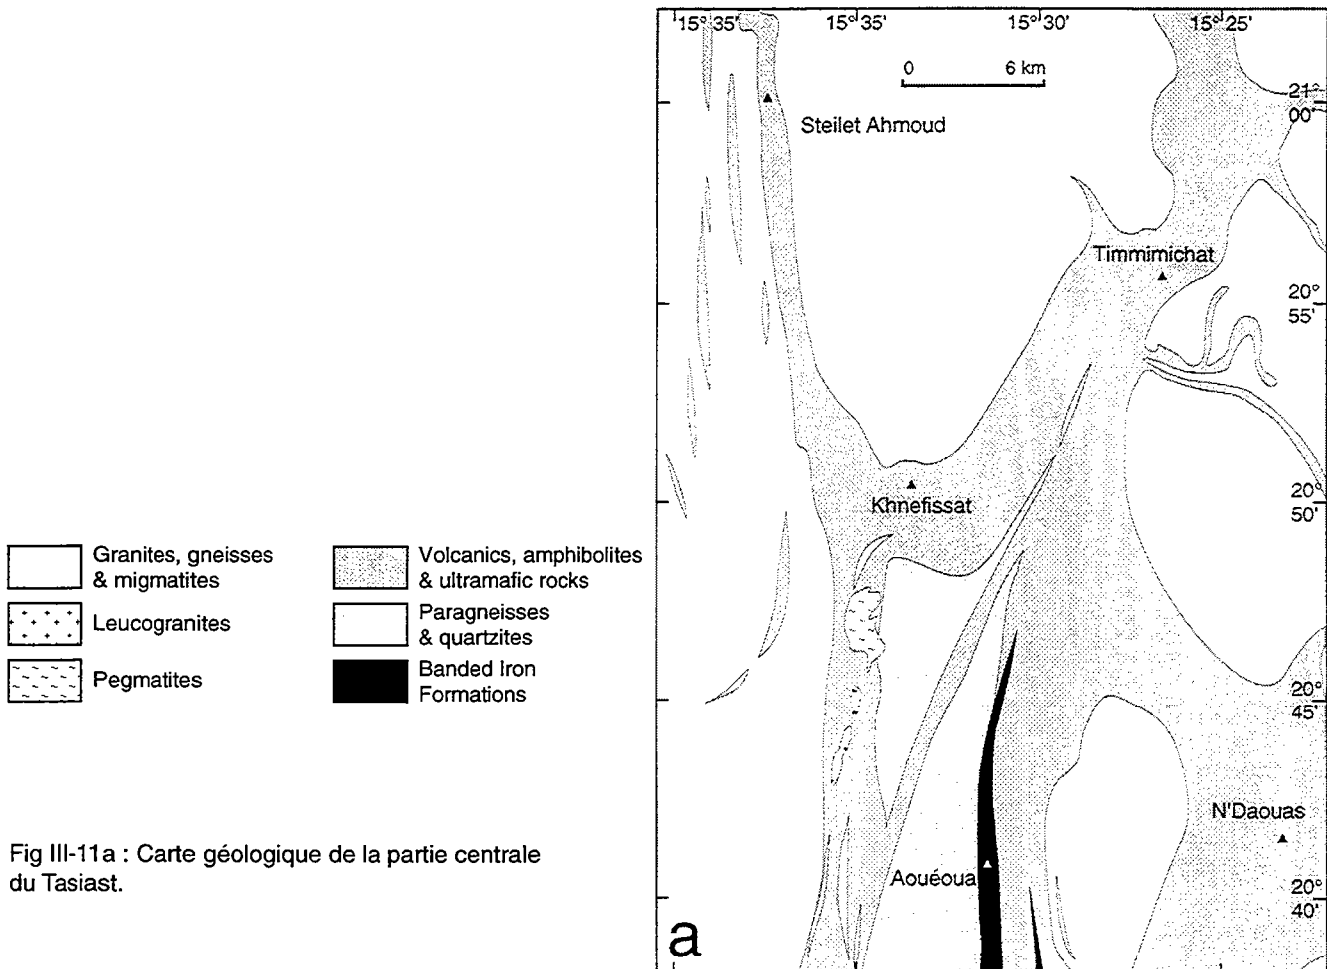 15° 35'
15° 35'
15° 30'
15° 25'
0 6 km
21°
00'
Steilet Ahmoud
Timmimichat
20°
55'
Khnefissat
20°
50'
Granites, gneisses
& migmatites
Volcanics, amphibolites
& ultramafic rocks
Leucogranites
Paragneisses
& quartzites
Pegmatites
Banded Iron
Formations
20°
45'
N'Daouas
Fig III-11a : Carte géologique de la partie centrale
du Tasiast.
Aouéoua
20°
40'
a